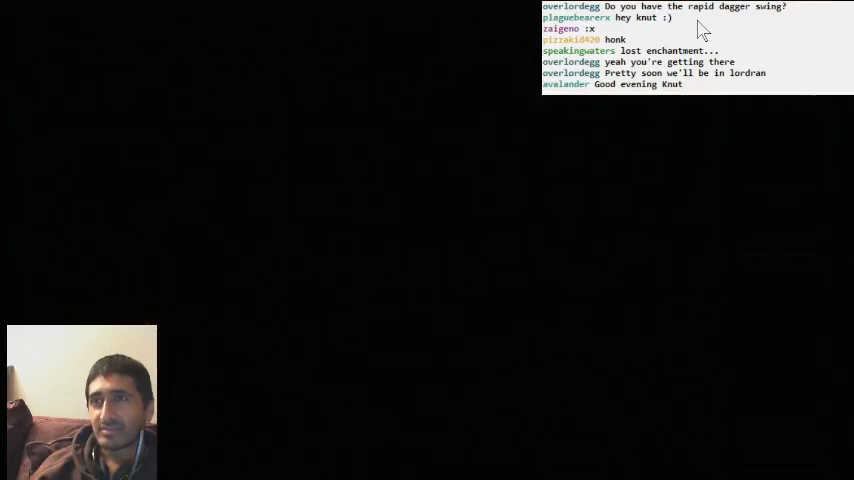 overlordegg Do you have the rapid dagger swing?
plaguebearerx hey knut :)
zaigeno :x
pizzakid420 honk
speakingwaters lost enchantment...
overlordegg yeah you're getting there
overlordegg Pretty soon we'll be in lordran
avalander Good evening Knut